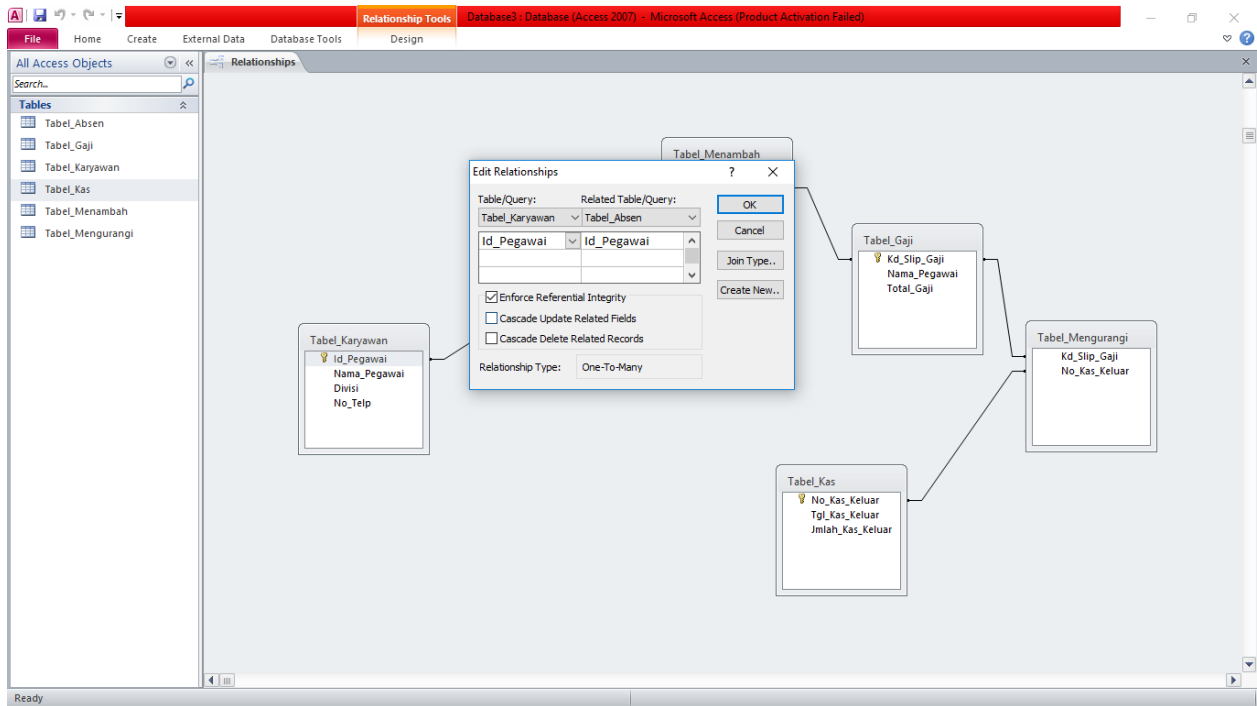 Relationship Tools
Database3 : Database (Access 2007) - Microsoft Access (Product Activation Failed)
File
Home
Create
External Data
Database Tools
Design
All Access Objects
Relationships
Search...
Tables
Tabel_Absen
Tabel_Gaji
Tabel_Karyawan
Tabel_Kas
Tabel_Menambah
Tabel_Mengurangi
Tabel_Menambah
Edit Relationships
? 
Table/Query:
Related Table/Query:
Tabel_Karyawan
Tabel_Absen
Id_Pegawai
Id_Pegawai
Enforce Referential Integrity
Cascade Update Related Fields
Cascade Delete Related Records
Relationship Type:
One-To-Many
OK
Cancel
Join Type..
Create New..
Tabel_Karyawan
Id_Pegawai
Nama_Pegawai
Divisi
No_Telp
Tabel_Gaji
Kd_Slip_Gaji
Nama_Pegawai
Total_Gaji
Tabel_Mengurangi
Kd_Slip_Gaji
No_Kas_Keluar
Tabel_Kas
No_Kas_Keluar
Tgl_Kas_Keluar
Jmlah_Kas_Keluar
Ready